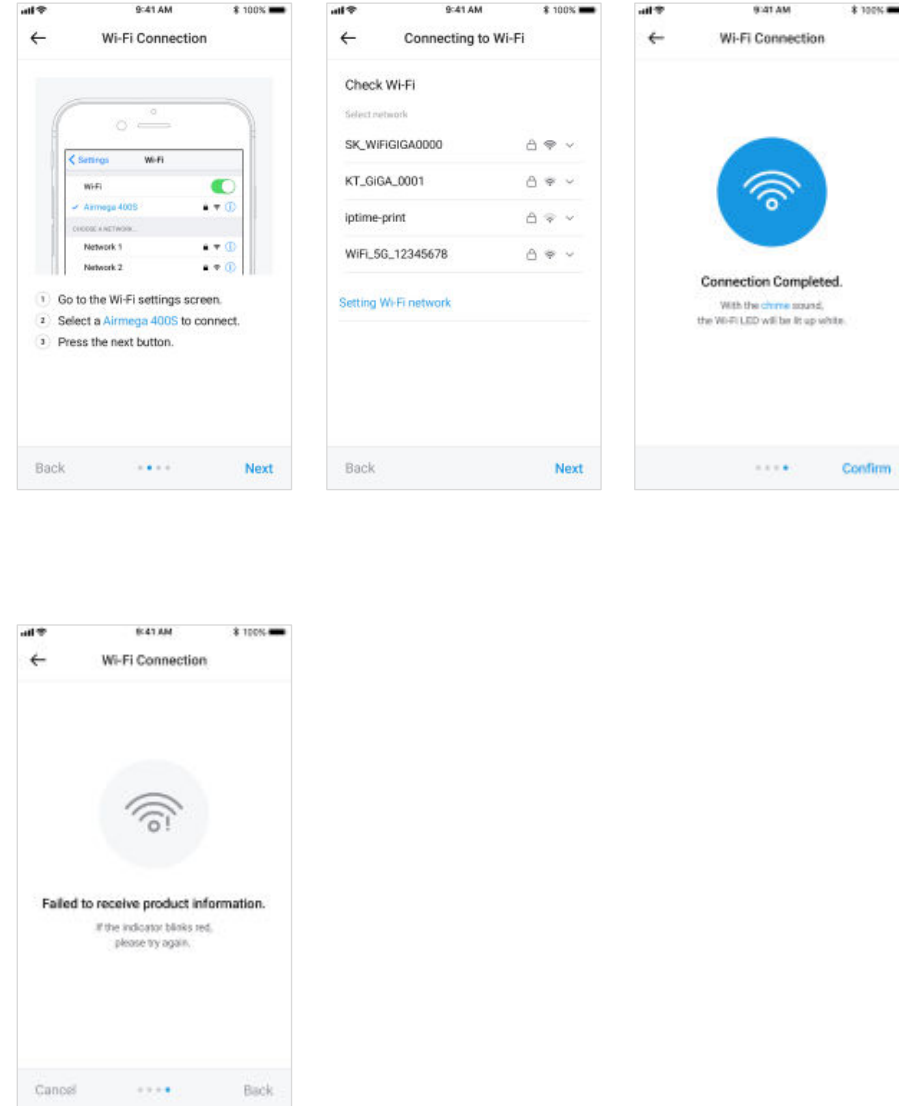 9:41 AM 100%
Wi-Fi Connection
Settings Wi-Fi
Wi-Fi
Airmega 400S
CHOOSE A NETWORK...
Network 1
Network 2
1 Go to the Wi-Fi settings screen.
2 Select a Airmega 400S to connect.
3 Press the next button.
Back Next
9:41 AM 100%
Connecting to Wi-Fi
Check Wi-Fi
Select network
SK_WiFiGIGA0000
KT_GiGA_0001
iptime-print
WiFi_5G_12345678
Setting Wi-Fi network
Back Next
9:41 AM 100%
Wi-Fi Connection
Connection Completed.
With the chime sound,
the Wi-Fi LED will be lit up white.
Confirm
9:41 AM 100%
Wi-Fi Connection
Failed to receive product information.
If the indicator blinks red,
please try again.
Cancel Back